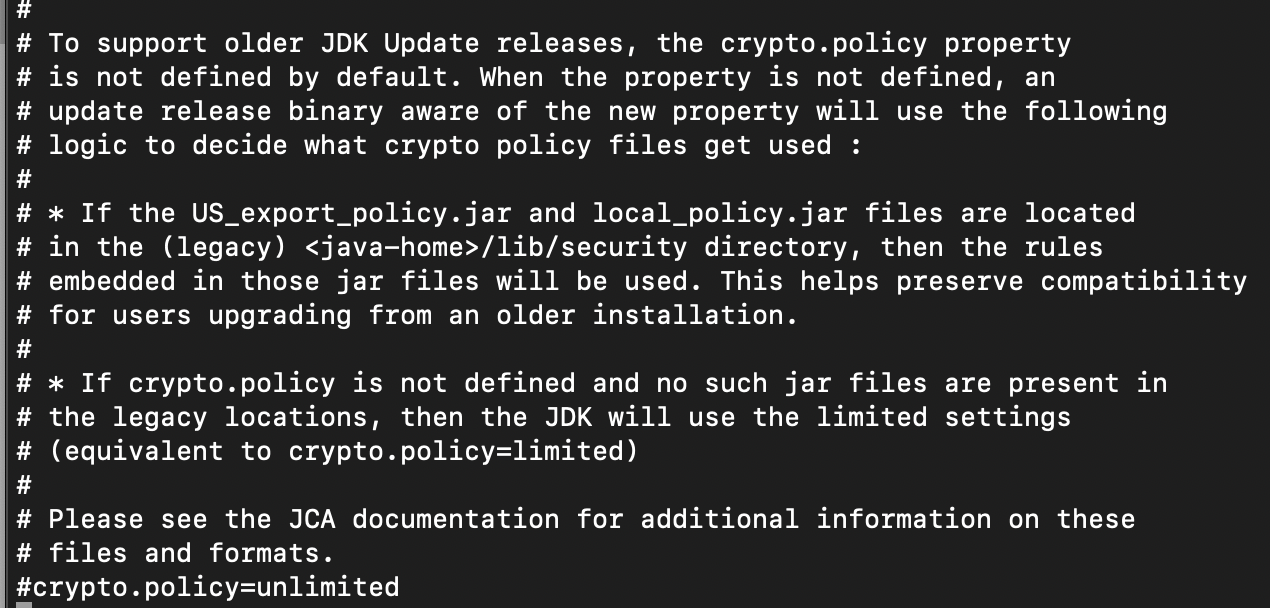 #
# To support older JDK Update releases, the crypto.policy property
# is not defined by default. When the property is not defined, an
# update release binary aware of the new property will use the following
# logic to decide what crypto policy files get used :
#
# * If the US_export_policy.jar and local_policy.jar files are located
# in the (legacy) <java-home>/lib/security directory, then the rules
# embedded in those jar files will be used. This helps preserve compatibility
# for users upgrading from an older installation.
#
# * If crypto.policy is not defined and no such jar files are present in
# the legacy locations, then the JDK will use the limited settings
# (equivalent to crypto.policy=limited)
#
# Please see the JCA documentation for additional information on these
# files and formats.
#crypto.policy=unlimited